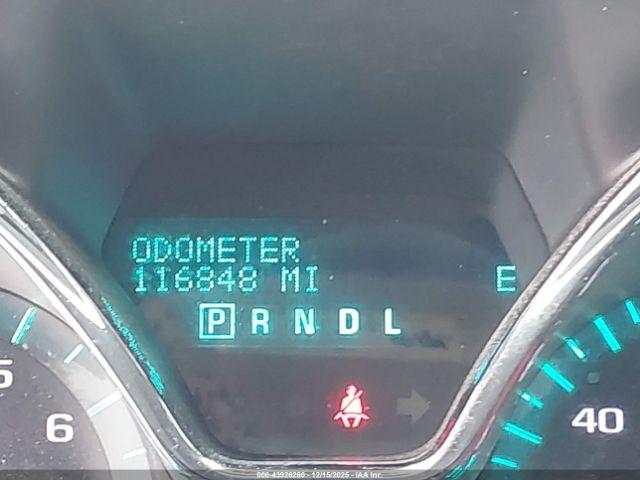 ODOMETER
116848 MI E
P R N D L
5
6
40
000-43926260 - 12/15/2025 - IAA Inc.